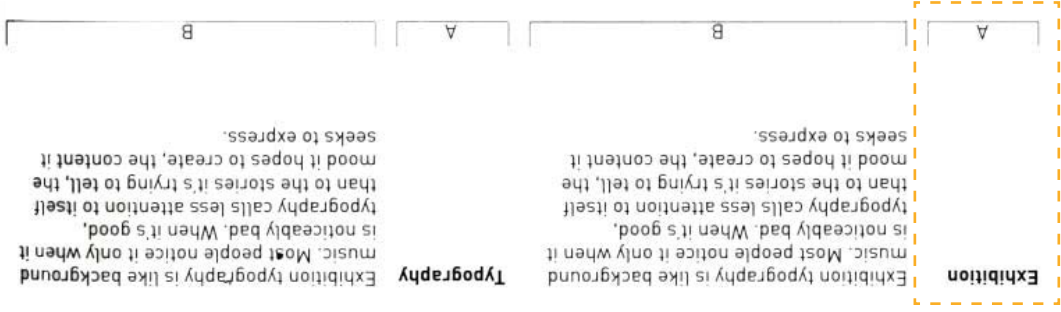 Exhibition
Exhibition typography is like background
music. Most people notice it only when it
is noticeably bad. When it's good,
typography calls less attention to itself
than to the stories it's trying to tell, the
mood it hopes to create, the content it
seeks to express.
Typography
Exhibition typography is like background
music. Most people notice it only when it
is noticeably bad. When it's good,
typography calls less attention to itself
than to the stories it's trying to tell, the
mood it hopes to create, the content it
seeks to express.
A
B
A
B